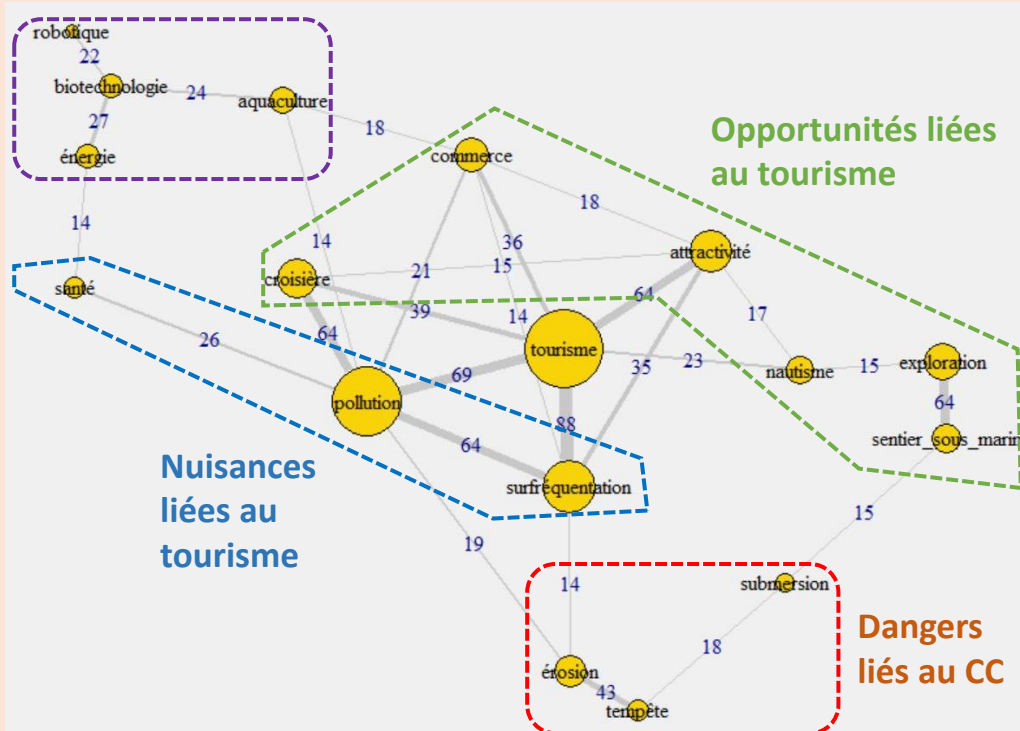 robotique
22
biotechnologie
24
aquaculture
27
énergie
18
commerce
Opportunités liées
au tourisme
14
14
18
36
attractivité
croisière
21
15
santé
64
39
14
64
17
26
tourisme
35
23
nautisme
15
exploration
69
pollution
64
64
88
sentier_sous_marin
surfréquentation
Nuisances
liées au
tourisme
19
15
14
submersion
Dangers
liés au CC
18
érosion
43
tempête